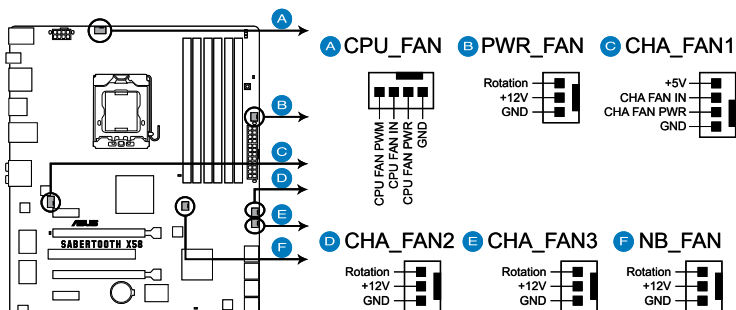 A
B
C
D
E
F
ASUS
SABERTOOTH X58
A CPU_FAN
CPU FAN PWM
CPU FAN IN
CPU FAN PWR
GND
B PWR_FAN
Rotation
+12V
GND
C CHA_FAN1
+5V
CHA FAN IN
CHA FAN PWR
GND
D CHA_FAN2
Rotation
+12V
GND
E CHA_FAN3
Rotation
+12V
GND
F NB_FAN
Rotation
+12V
GND